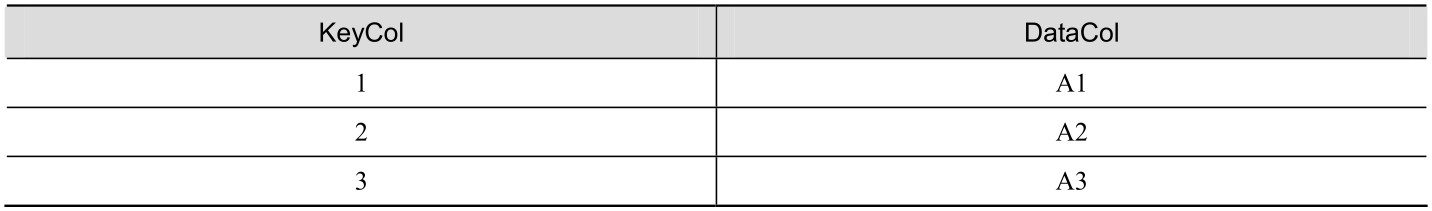 KeyCol DataCol
1 A1
2 A2
3 A3